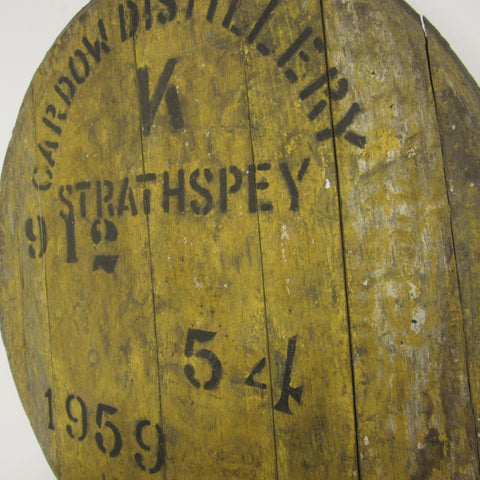 CARDOW DISTILLERY
K
STRATHSPEY
912
54
1959